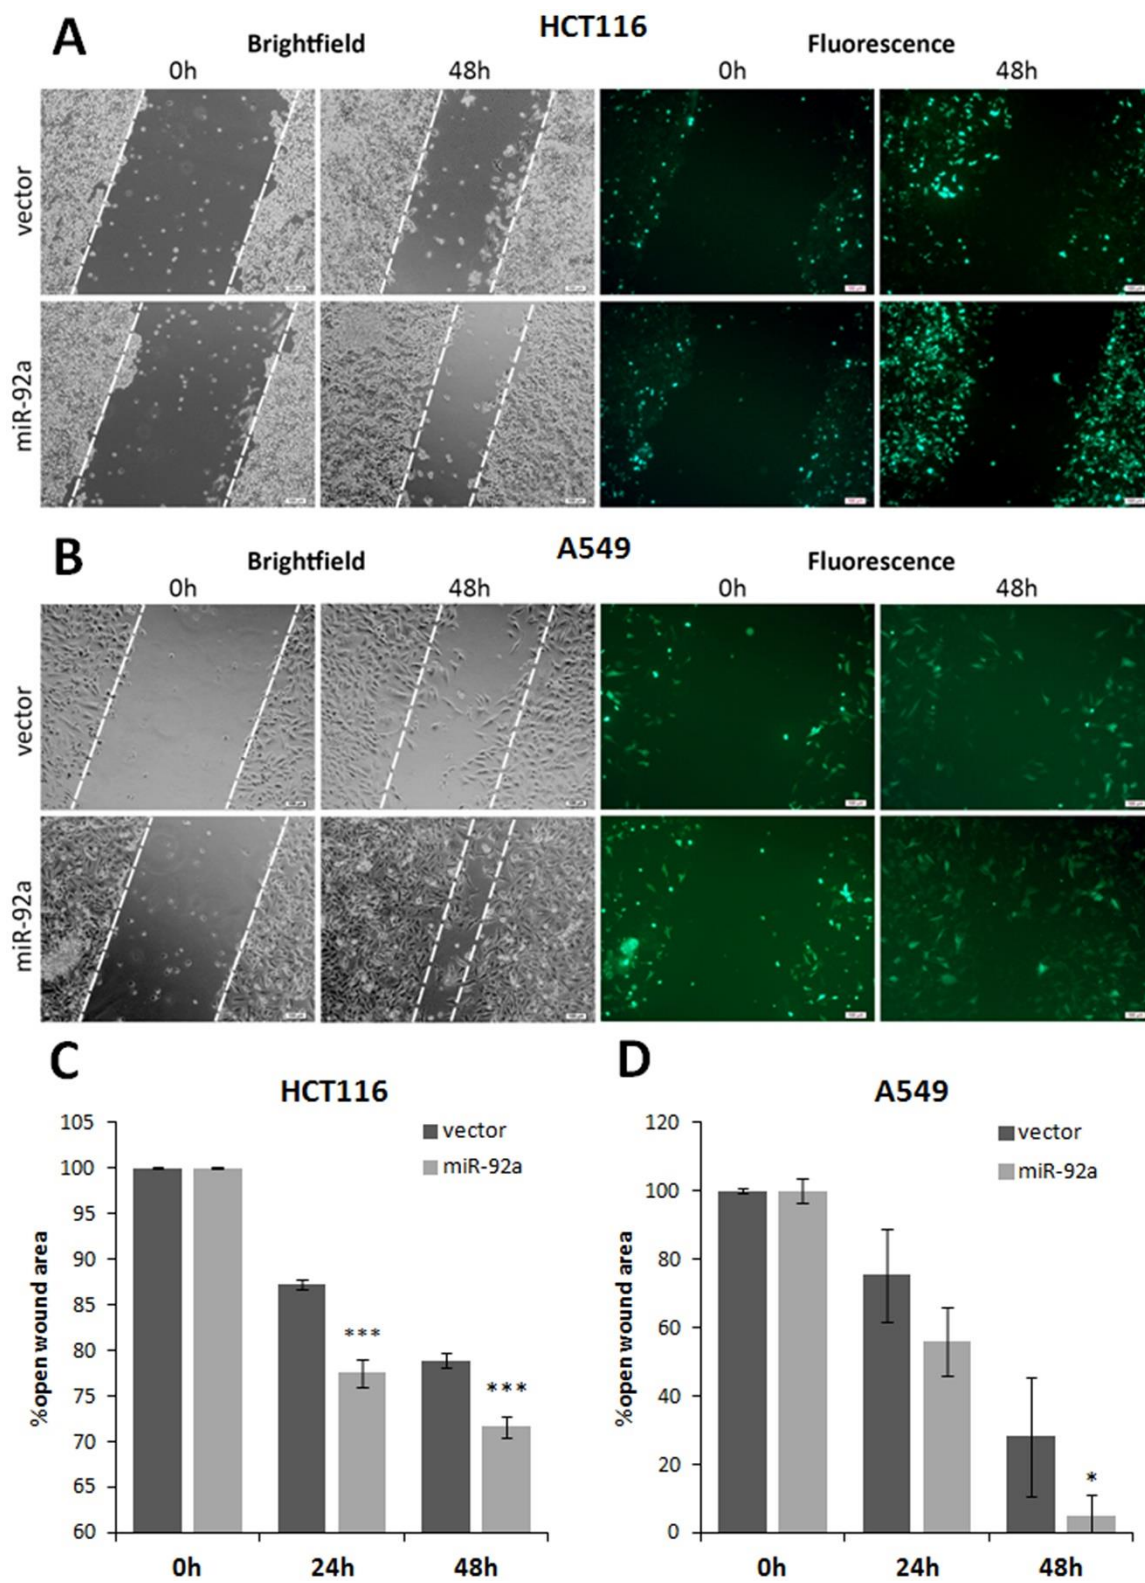 A
HCT116
Brightfield
Fluorescence
0h
48h
0h
48h
vector
miR-92a
B
A549
Brightfield
Fluorescence
0h
48h
0h
48h
vector
miR-92a
C
HCT116
%open wound area
105
100
95
90
85
80
75
70
65
60
vector
miR-92a
***
***
0h
24h
48h
D
A549
%open wound area
120
100
80
60
40
20
0
vector
miR-92a
*
0h
24h
48h